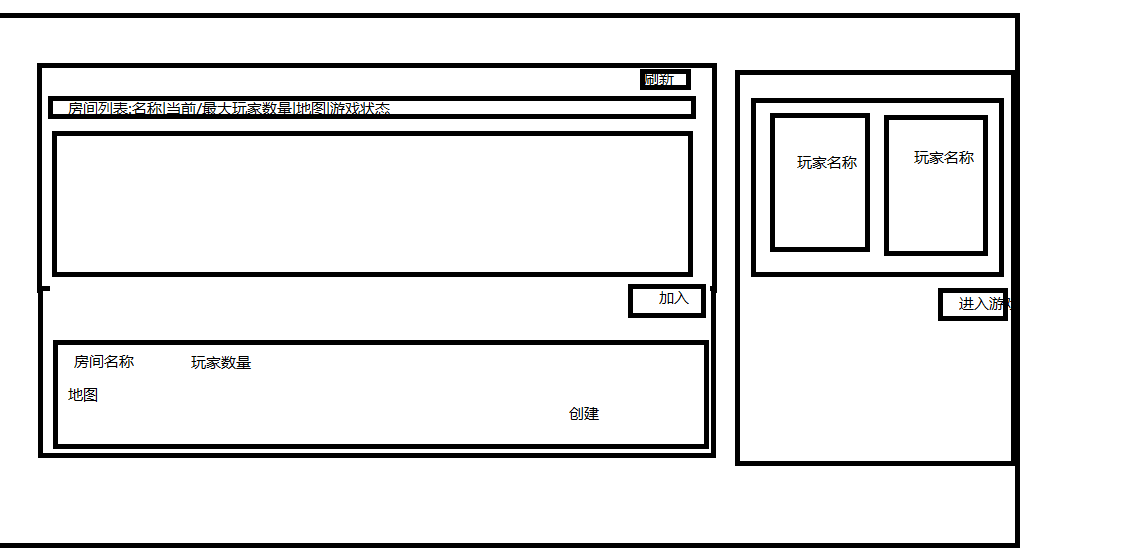 刷新
房间列表:名称|当前/最大玩家数量|地图|游戏状态
玩家名称
玩家名称
加入
进入游戏
房间名称 玩家数量
地图
创建